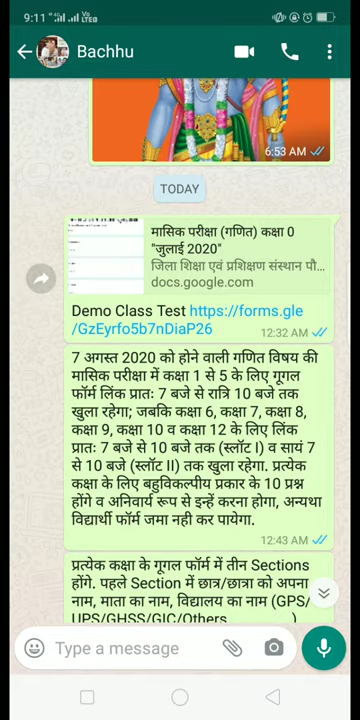 9:11
Bachhu
6:53 AM
TODAY
मासिक परीक्षा (गणित) कक्षा 0
"जुलाई 2020"
जिला शिक्षा एवं प्रशिक्षण संस्थान पौ...
docs.google.com
Demo Class Test https://forms.gle
/GzEyrfo5b7nDiaP26
12:32 AM
7 अगस्त 2020 को होने वाली गणित विषय की
मासिक परीक्षा में कक्षा 1 से 5 के लिए गूगल
फॉर्म लिंक प्रातः 7 बजे से रात्रि 10 बजे तक
खुला रहेगा; जबकि कक्षा 6, कक्षा 7, कक्षा 8,
कक्षा 9, कक्षा 10 व कक्षा 12 के लिए लिंक
प्रातः 7 बजे से 10 बजे तक (स्लॉट I) व सायं 7
से 10 बजे (स्लॉट II) तक खुला रहेगा. प्रत्येक
कक्षा के लिए बहुविकल्पीय प्रकार के 10 प्रश्न
होंगे व अनिवार्य रूप से इन्हें करना होगा, अन्यथा
विद्यार्थी फॉर्म जमा नही कर पायेगा.
12:43 AM
प्रत्येक कक्षा के गूगल फॉर्म में तीन Sections
होंगे. पहले Section में छात्र/छात्रा को अपना
नाम, माता का नाम, विद्यालय का नाम (GPS/
UPS/GHSS/GIC/Others            )
Type a message